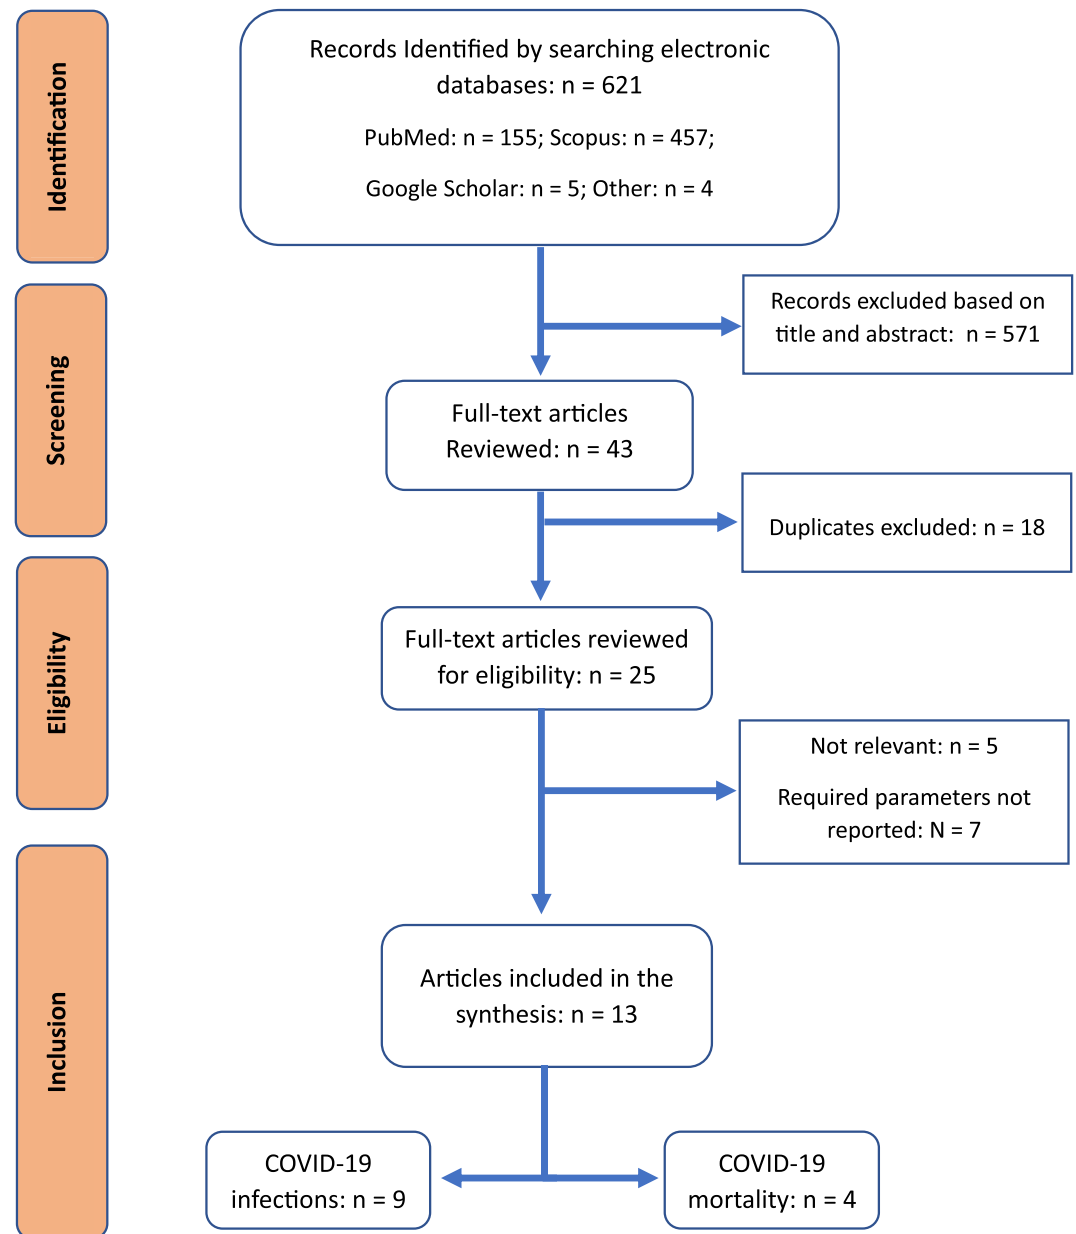 Identification
Records Identified by searching electronic
databases: n = 621
PubMed: n = 155; Scopus: n = 457;
Google Scholar: n = 5; Other: n = 4
Screening
Records excluded based on
title and abstract:  n = 571
Full-text articles
Reviewed: n = 43
Duplicates excluded: n = 18
Eligibility
Full-text articles reviewed
for eligibility: n = 25
Not relevant: n = 5
Required parameters not
reported: N = 7
Inclusion
Articles included in the
synthesis: n = 13
COVID-19
infections: n = 9
COVID-19
mortality: n = 4